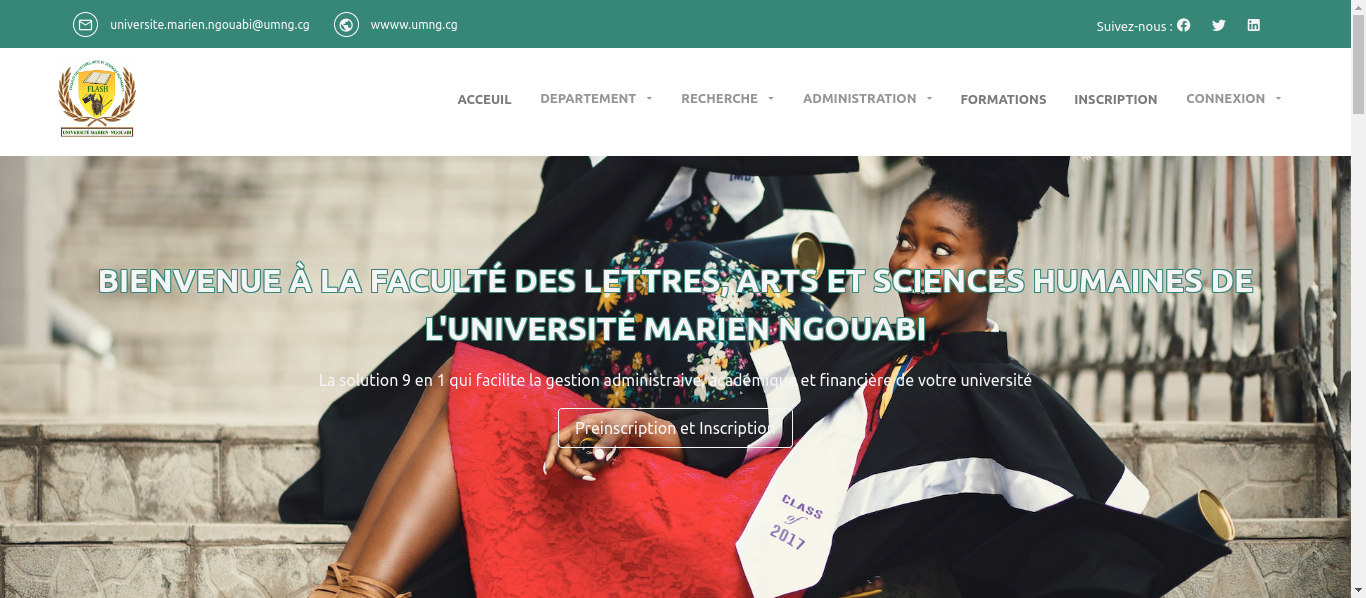 universite.marien.ngouabi@umng.cg
wwww.umng.cg
Suivez-nous :
FLASH
UNIVERSITÉ MARIEN NGOUABI
ACCEUIL
DEPARTEMENT
RECHERCHE
ADMINISTRATION
FORMATIONS
INSCRIPTION
CONNEXION
BIENVENUE À LA FACULTÉ DES LETTRES, ARTS ET SCIENCES HUMAINES DE
L'UNIVERSITÉ MARIEN NGOUABI
La solution 9 en 1 qui facilite la gestion administraive, académique et financière de votre université
Preinscription et Inscription
CLASS
of
2017